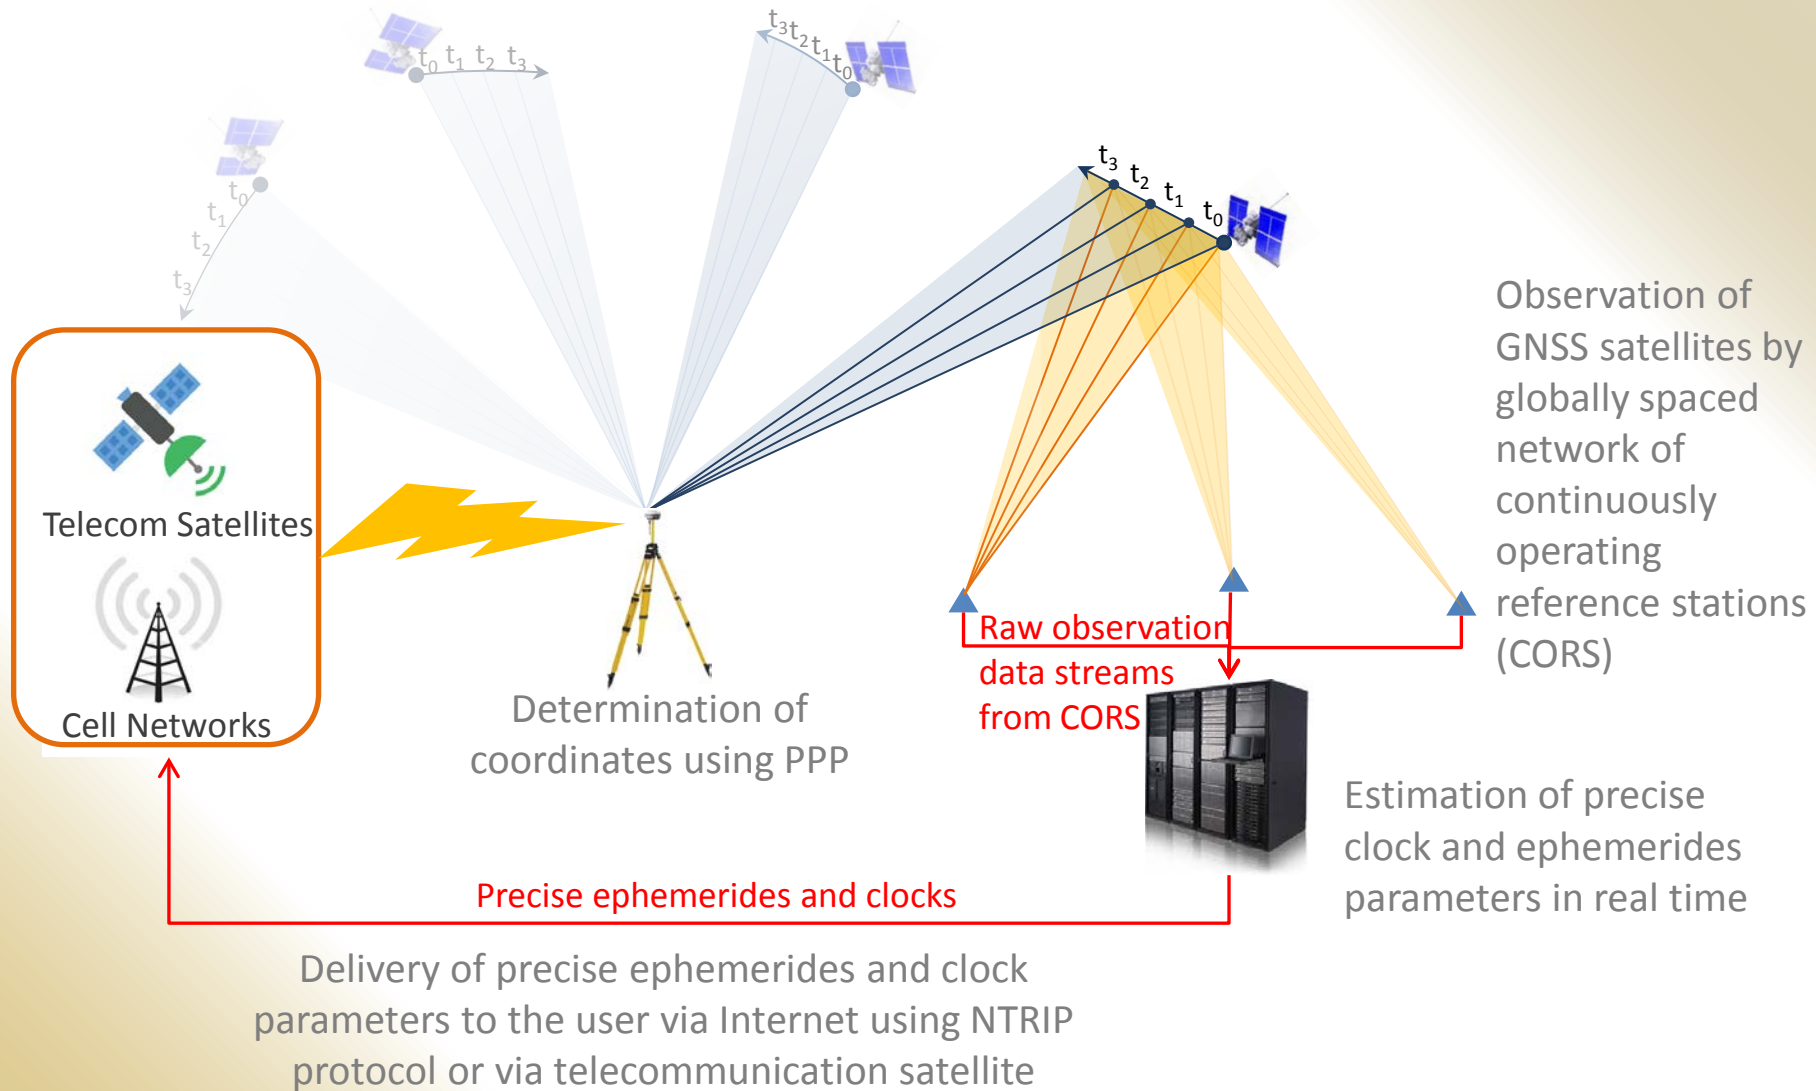 t0 t1 t2 t3
t3 t2 t1 t0
t0
t1
t2
t3
t3
t2
t1
t0
Observation of
GNSS satellites by
globally spaced
network of
continuously
operating
reference stations
(CORS)
Telecom Satellites
Cell Networks
Determination of
coordinates using PPP
Raw observation
data streams
from CORS
Estimation of precise
clock and ephemerides
parameters in real time
Precise ephemerides and clocks
Delivery of precise ephemerides and clock
parameters to the user via Internet using NTRIP
protocol or via telecommunication satellite